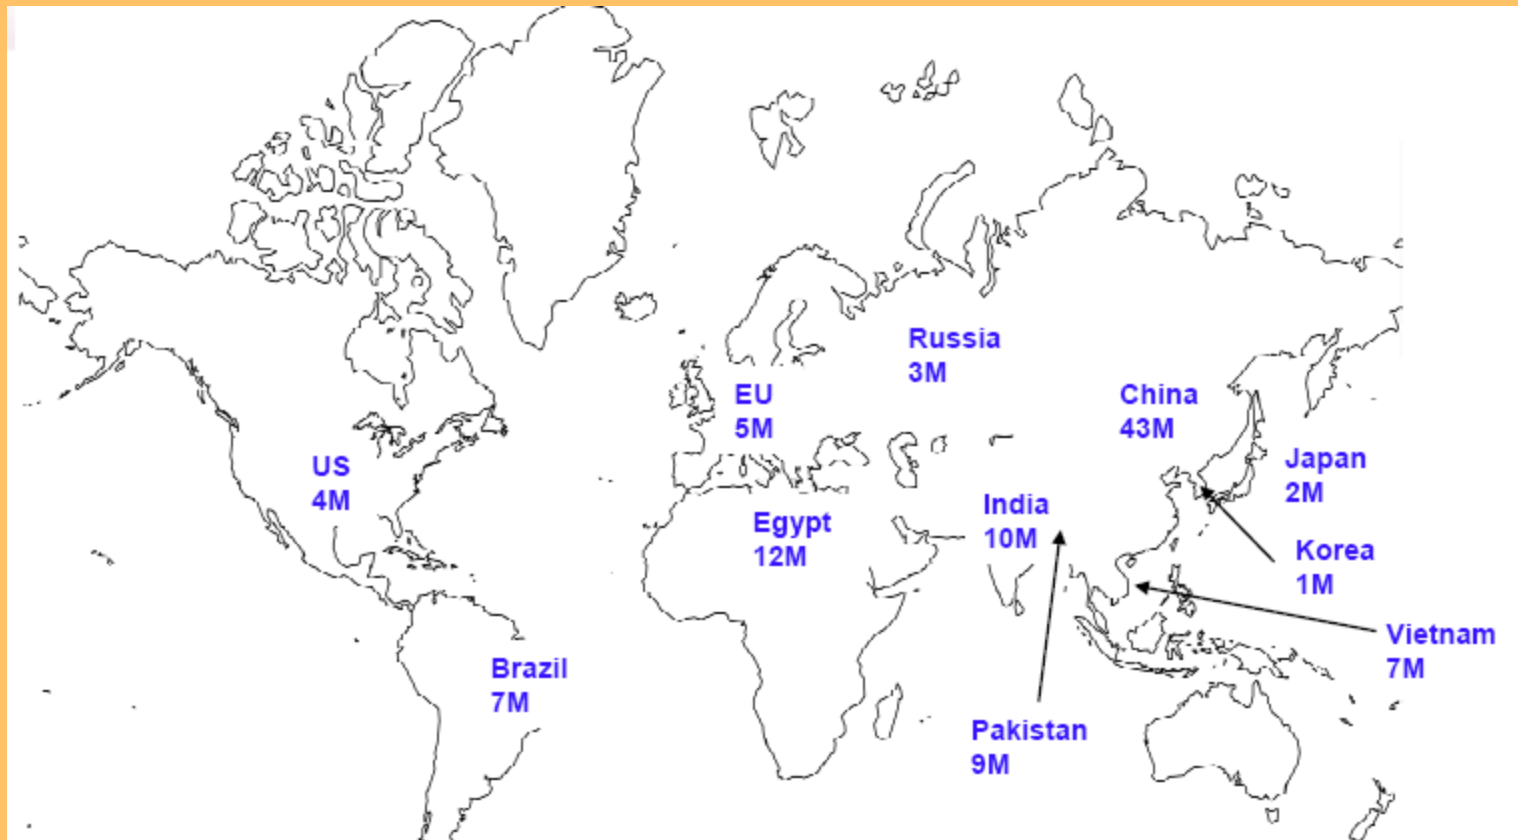 Russia
3M
EU
5M
China
43M
US
4M
Japan
2M
India
10M
Egypt
12M
Korea
1M
Vietnam
7M
Brazil
7M
Pakistan
9M